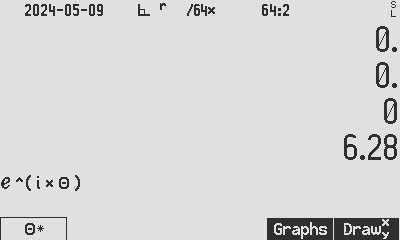 2024-05-09 ∟ r /64× 64:2 S L
0.
0.
0
6.28
e^(i×θ)
θ* Graphs Draw x y